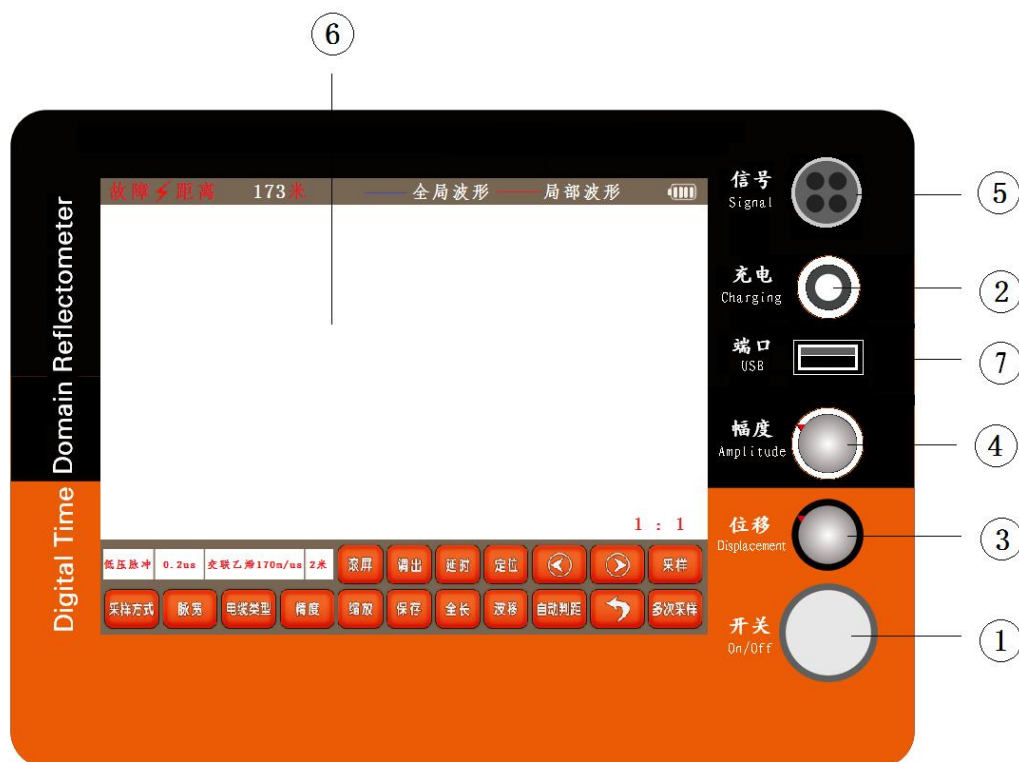 ⑥
Digital Time Domain Reflectometer
故障 距离 173米 全局波形 局部波形
1 : 1
低压脉冲 0.2us 交联乙烯170m/us 2米 滚屏 调出 延时 定位 采样
采样方式 脉宽 电缆类型 精度 缩放 保存 全长 波移 自动判距 多次采样
信号
Signal
⑤
充电
Charging
②
端口
USB
⑦
幅度
Amplitude
④
位移
Displacement
③
开关
On/Off
①